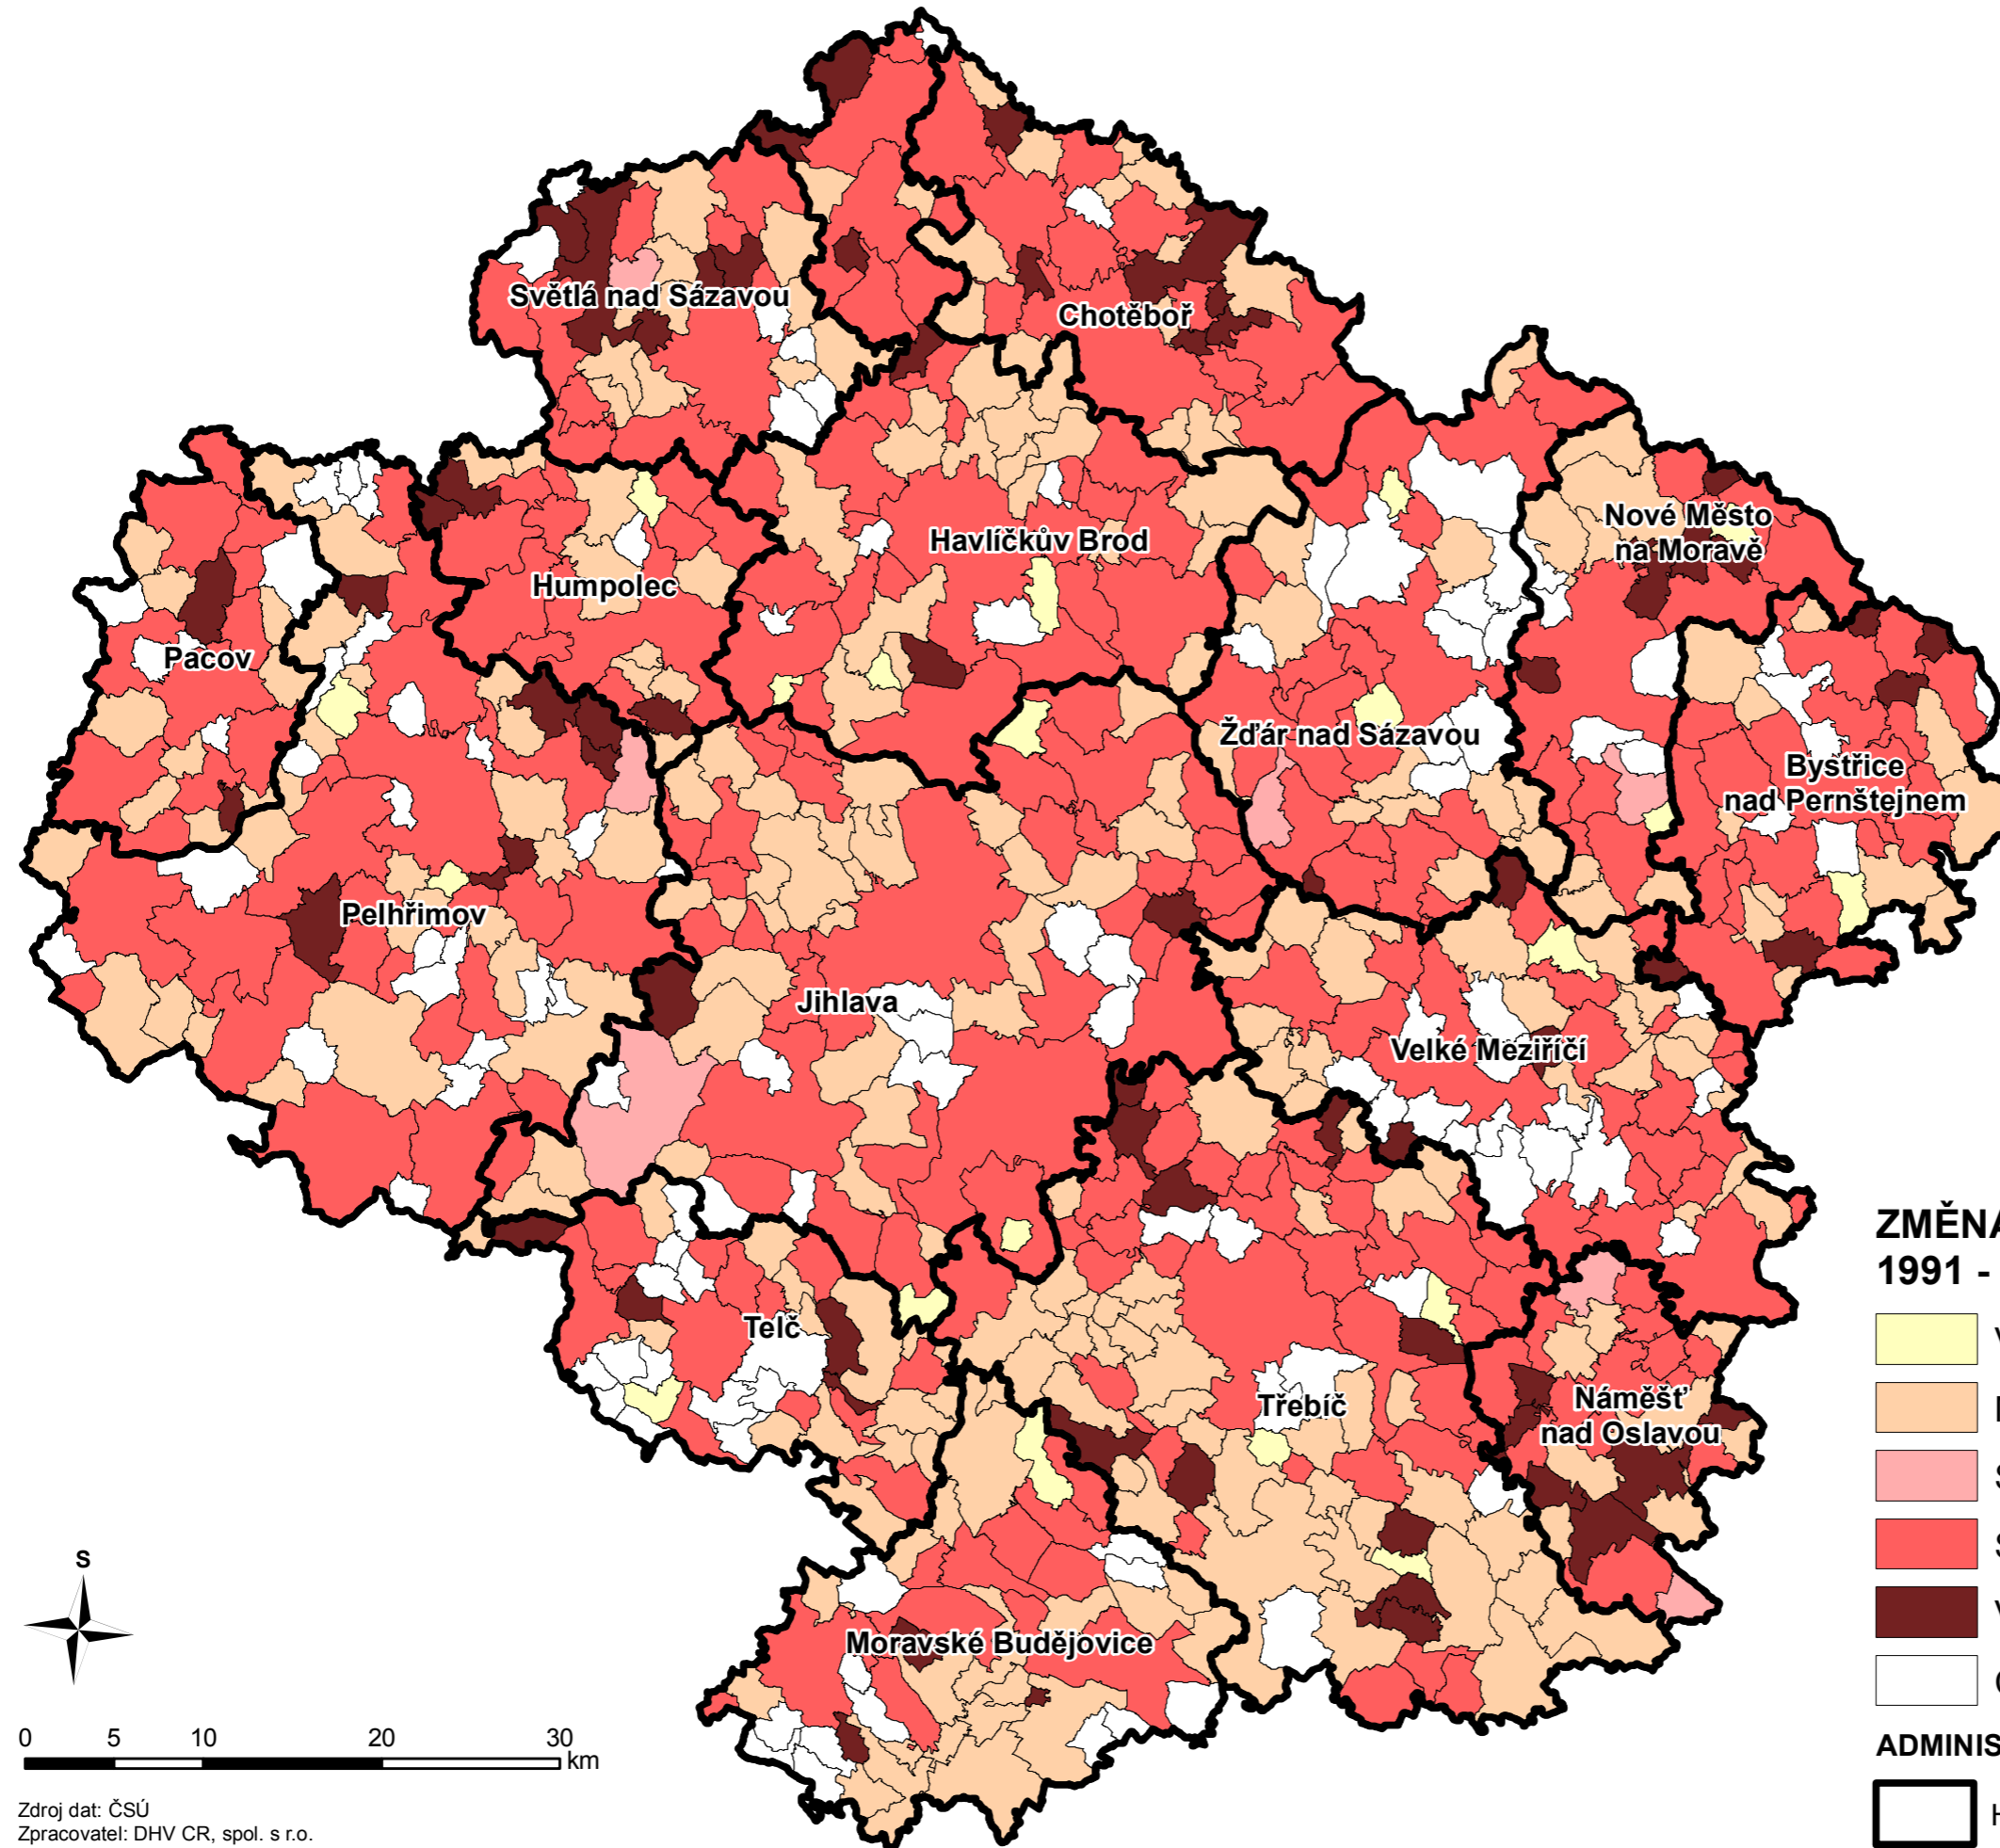 Světlá nad Sázavou
Chotěboř
Nové Město
na Moravě
Havlíčkův Brod
Humpolec
Pacov
Žďár nad Sázavou
Bystřice
nad Pernštejnem
Pelhřimov
Jihlava
Velké Meziříčí
ZMĚNA
1991 -
Telč
Třebíč
Náměšť
nad Oslavou
Moravské Budějovice
S
0 5 10 20 30
km
ADMINIS
Zdroj dat: ČSÚ
Zpracovatel: DHV CR, spol. s r.o.